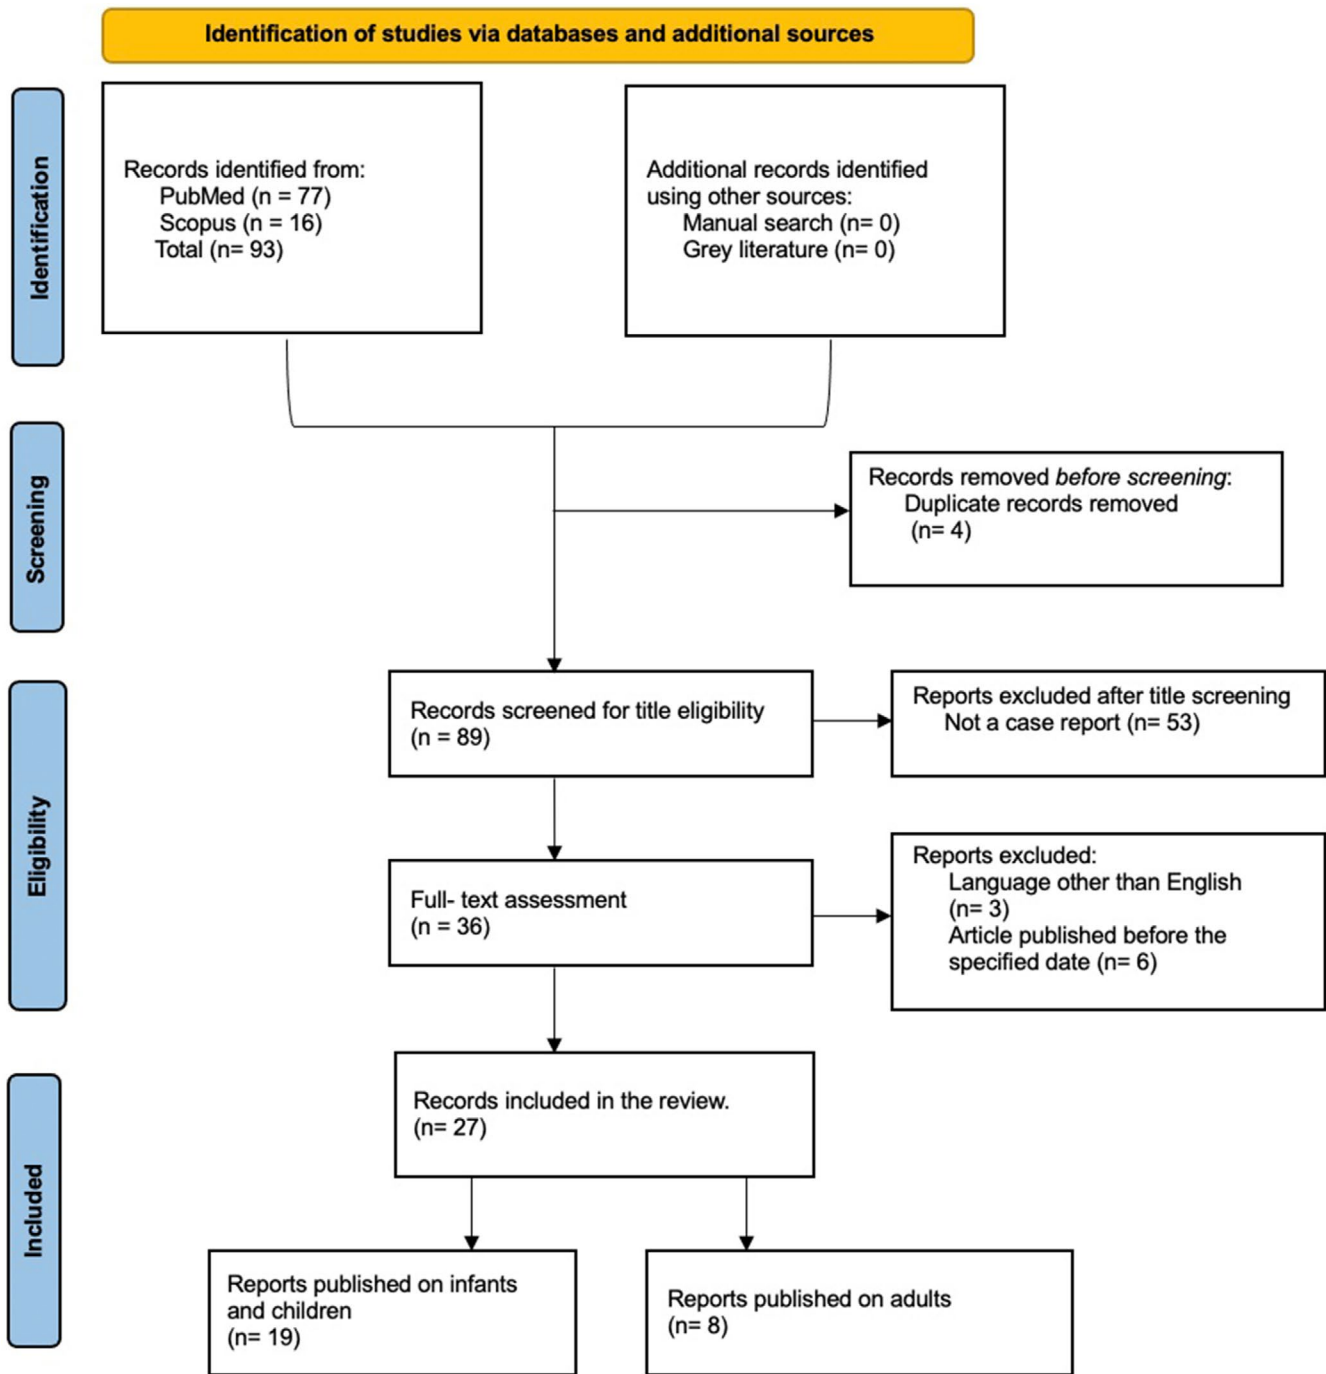 Identification of studies via databases and additional sources
Identification
Records identified from:
PubMed (n = 77)
Scopus (n = 16)
Total (n= 93)
Additional records identified
using other sources:
Manual search (n= 0)
Grey literature (n= 0)
Screening
Records removed before screening:
Duplicate records removed
(n= 4)
Eligibility
Records screened for title eligibility
(n = 89)
Reports excluded after title screening
Not a case report (n= 53)
Full- text assessment
(n = 36)
Reports excluded:
Language other than English
(n= 3)
Article published before the
specified date (n= 6)
Included
Records included in the review.
(n= 27)
Reports published on infants
and children
(n= 19)
Reports published on adults
(n= 8)